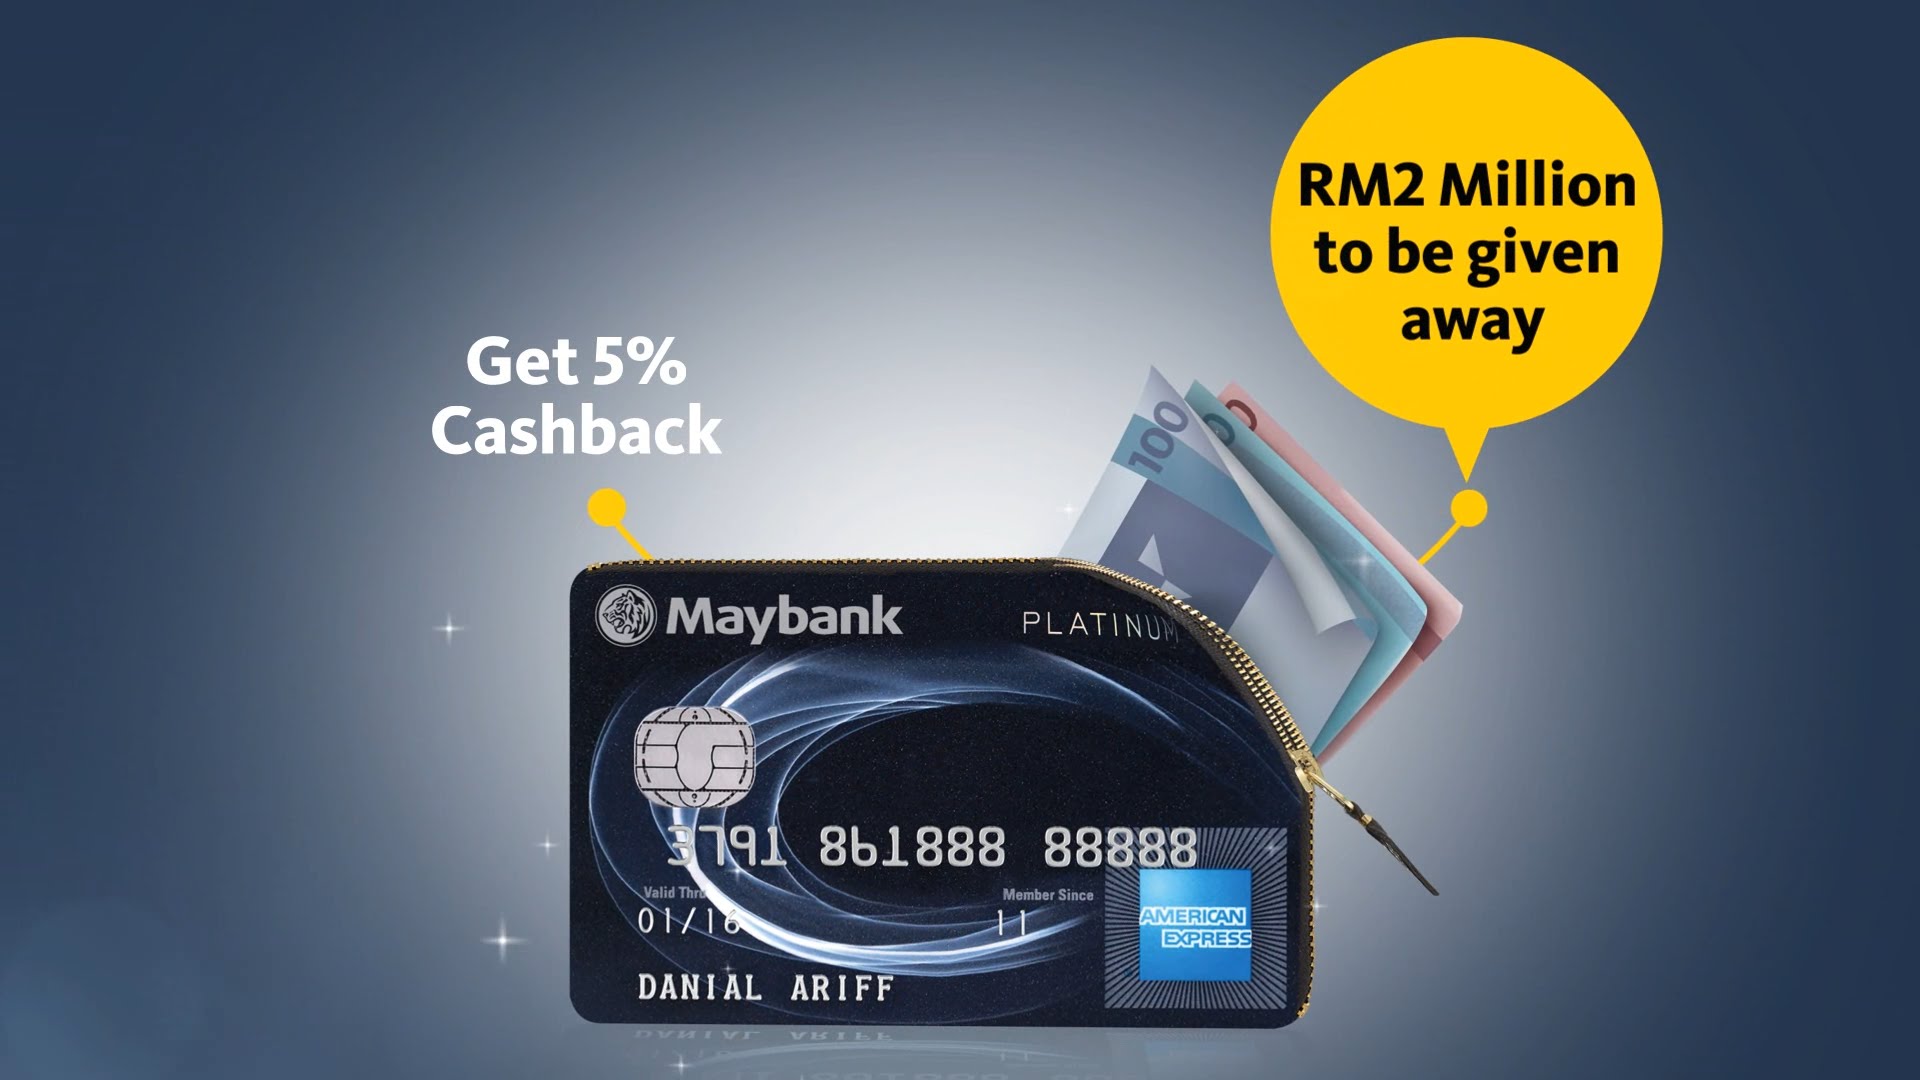 RM2 Million
to be given
away
Get 5%
Cashback
100
Maybank
PLATINUM
3791 861888 88888
Valid Thru
Member Since
01/16
11
AMERICAN
EXPRESS
DANIAL ARIFF